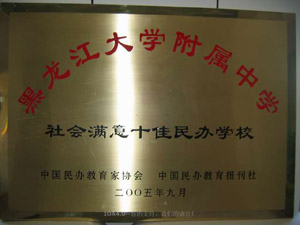 黑龙江大学附属中学
社会满意十佳民办学校
中国民办教育家协会 中国民办教育报刊社
二〇〇五年九月